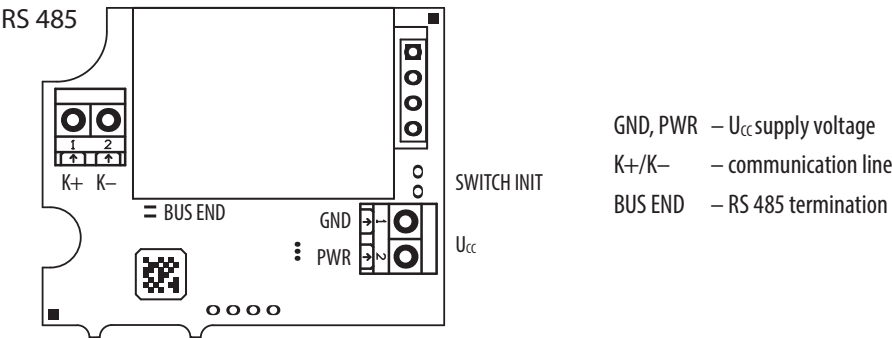 RS 485
1 2
K+ K–
BUS END
SWITCH INIT
GND 1
PWR 2
Ucc
GND, PWR – Ucc supply voltage
K+/K– – communication line
BUS END – RS 485 termination